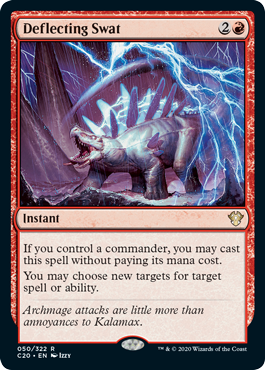 Deflecting Swat 2
Instant
If you control a commander, you may cast
this spell without paying its mana cost.
You may choose new targets for target
spell or ability.
Archmage attacks are little more than
annoyances to Kalamax.
050/322 R
C20 • EN Izzy
™ & © 2020 Wizards of the Coast